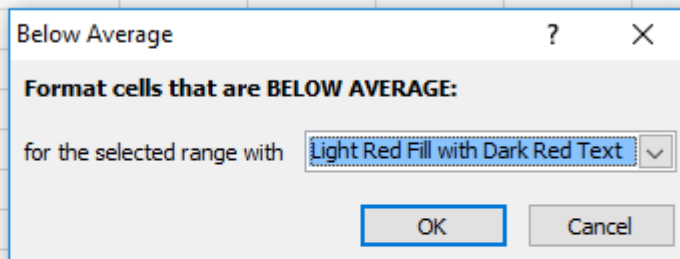 Below Average ?
Format cells that are BELOW AVERAGE:
for the selected range with Light Red Fill with Dark Red Text
OK Cancel